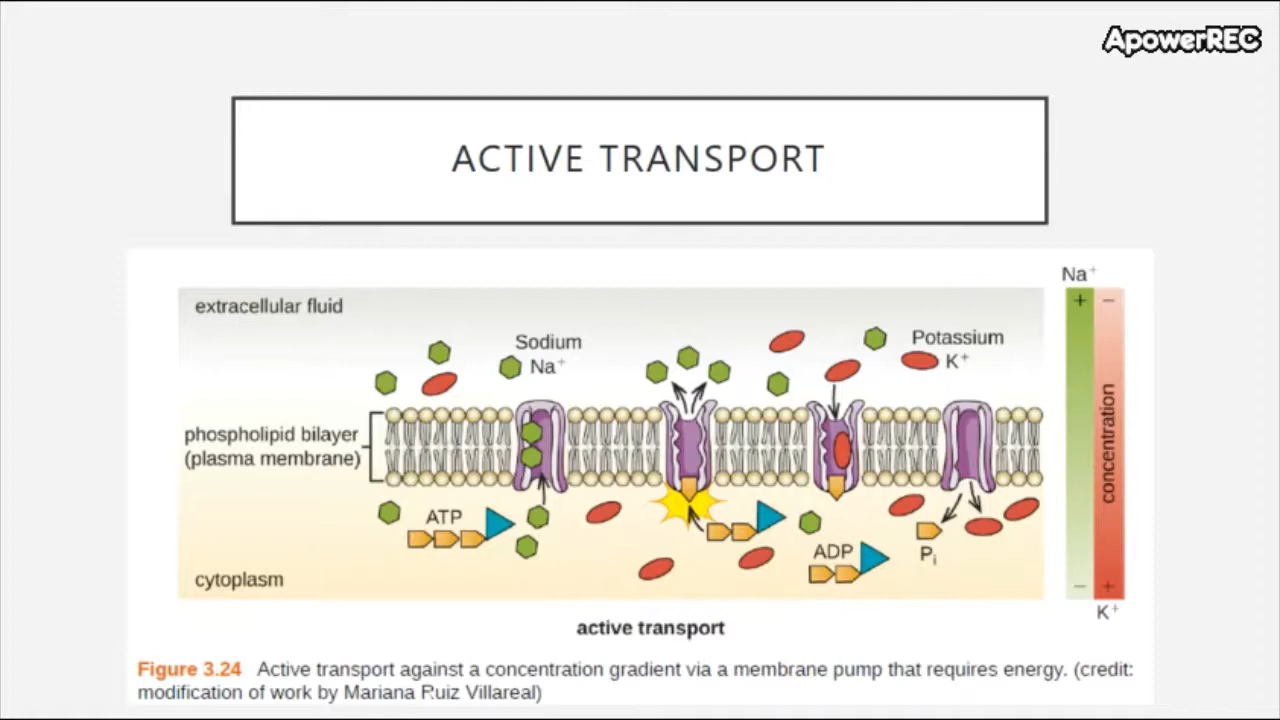 ApowerREC
ACTIVE TRANSPORT
Na⁺
extracellular fluid
+ −
Sodium
Na⁺
Potassium
K⁺
phospholipid bilayer
(plasma membrane)
concentration
ATP
ADP
Pᵢ
cytoplasm
− +
K⁺
active transport
Figure 3.24 Active transport against a concentration gradient via a membrane pump that requires energy. (credit:
modification of work by Mariana Ruiz Villareal)